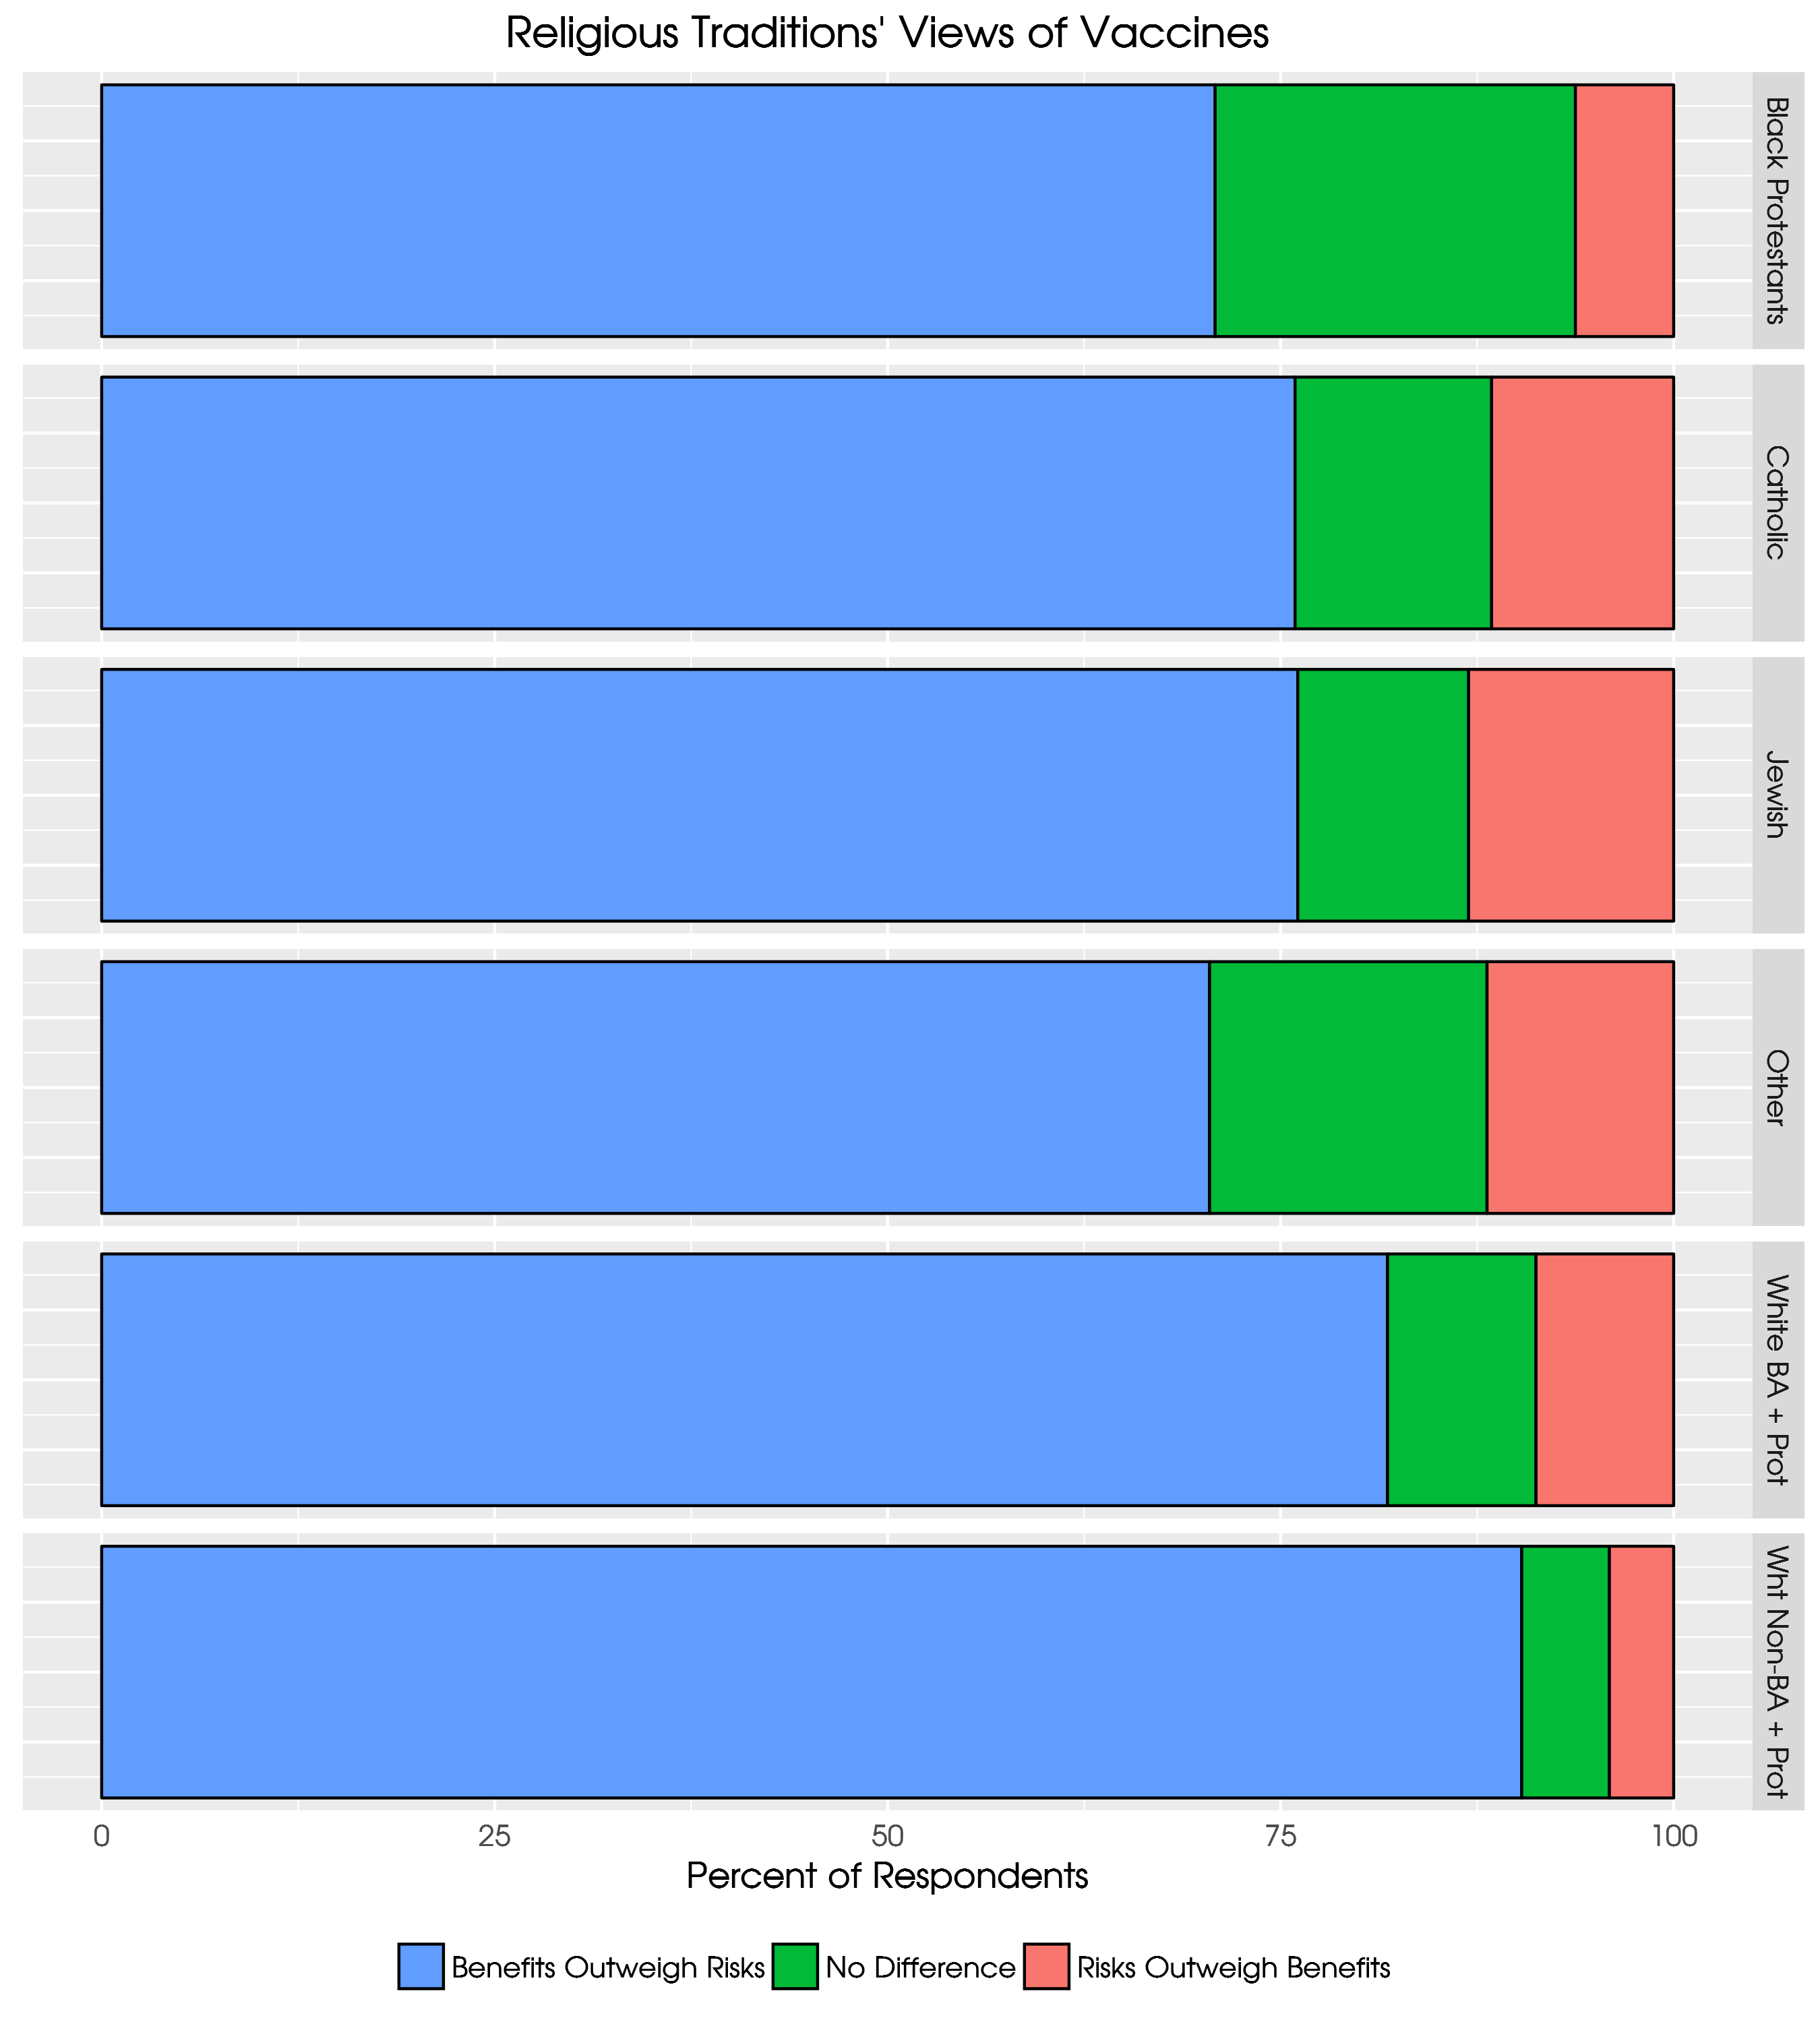 Religious Traditions' Views of Vaccines
Black Protestants
Catholic
Jewish
Other
White BA + Prot
Wht Non-BA + Prot
0 25 50 75 100
Percent of Respondents
Benefits Outweigh Risks No Difference Risks Outweigh Benefits